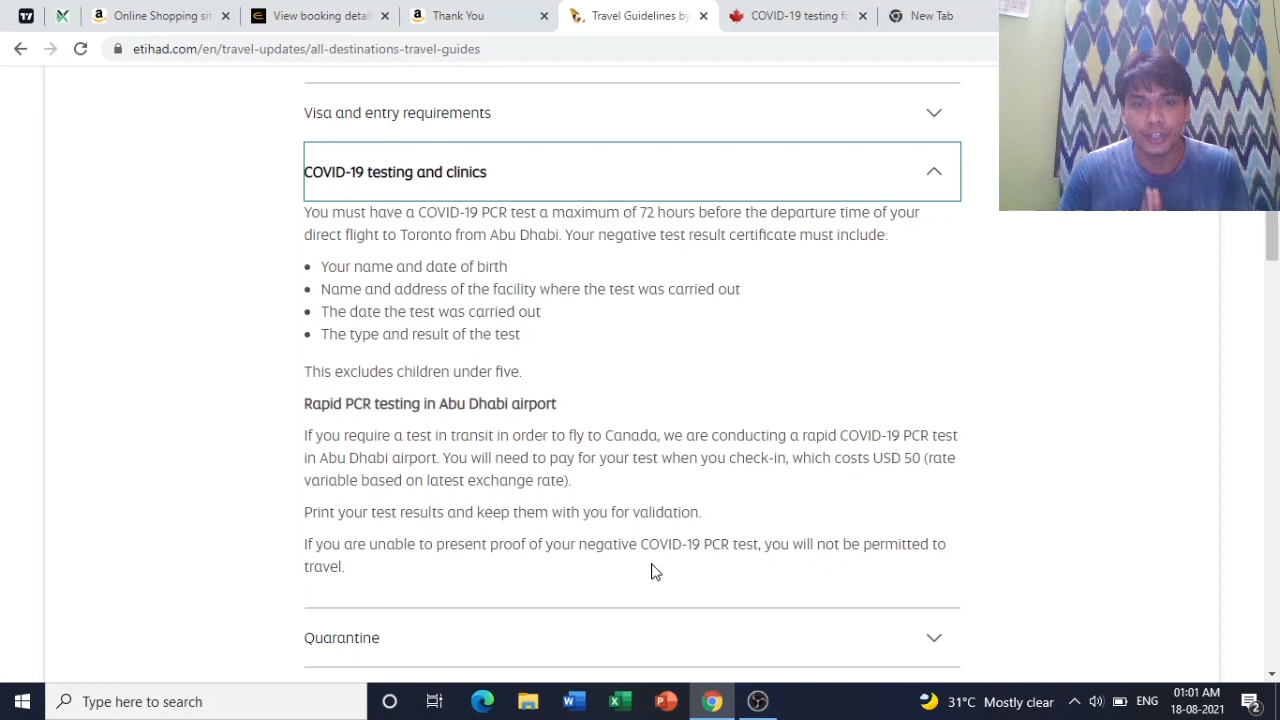 Online Shopping sit
View booking detail
Thank You
Travel Guidelines by
COVID-19 testing fo
New Tab
etihad.com/en/travel-updates/all-destinations-travel-guides
Visa and entry requirements
COVID-19 testing and clinics
You must have a COVID-19 PCR test a maximum of 72 hours before the departure time of your
direct flight to Toronto from Abu Dhabi. Your negative test result certificate must include:
• Your name and date of birth
• Name and address of the facility where the test was carried out
• The date the test was carried out
• The type and result of the test
This excludes children under five.
Rapid PCR testing in Abu Dhabi airport
If you require a test in transit in order to fly to Canada, we are conducting a rapid COVID-19 PCR test
in Abu Dhabi airport. You will need to pay for your test when you check-in, which costs USD 50 (rate
variable based on latest exchange rate).
Print your test results and keep them with you for validation.
If you are unable to present proof of your negative COVID-19 PCR test, you will not be permitted to
travel.
Quarantine
Type here to search
31°C Mostly clear
ENG
01:01 AM
18-08-2021
2